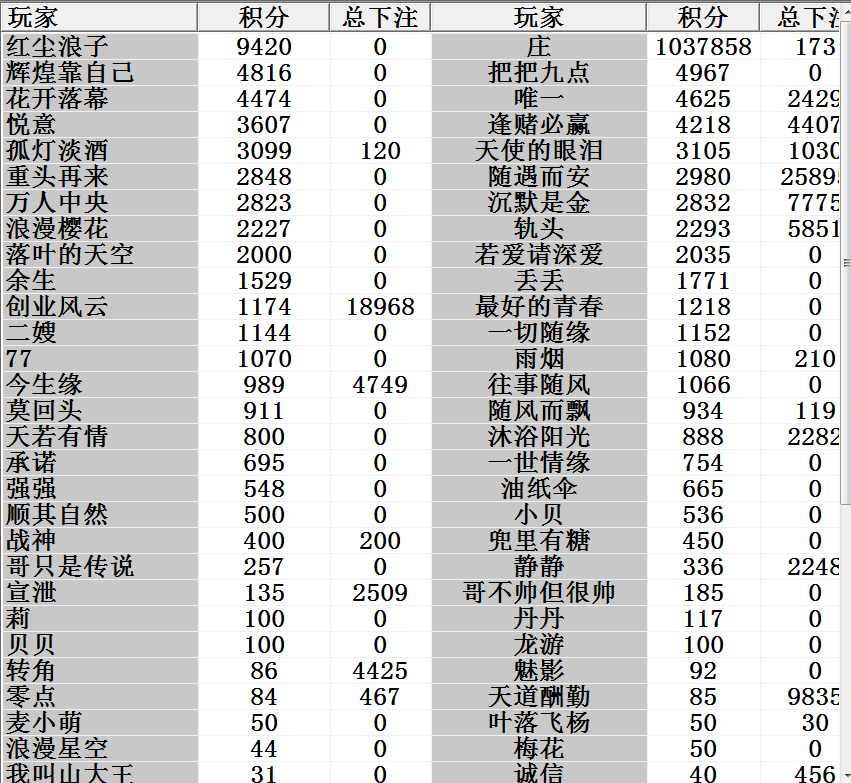 玩家 积分 总下注 玩家 积分 总下注
红尘浪子 9420 0 庄 1037858 173
辉煌靠自己 4816 0 把把九点 4967 0
花开落幕 4474 0 唯一 4625 2429
悦意 3607 0 逢赌必赢 4218 4407
孤灯淡酒 3099 120 天使的眼泪 3105 1030
重头再来 2848 0 随遇而安 2980 2589
万人中央 2823 0 沉默是金 2832 7775
浪漫樱花 2227 0 轨头 2293 5851
落叶的天空 2000 0 若爱请深爱 2035 0
余生 1529 0 丢丢 1771 0
创业风云 1174 18968 最好的青春 1218 0
二嫂 1144 0 一切随缘 1152 0
77 1070 0 雨烟 1080 210
今生缘 989 4749 往事随风 1066 0
莫回头 911 0 随风而飘 934 119
天若有情 800 0 沐浴阳光 888 2282
承诺 695 0 一世情缘 754 0
强强 548 0 油纸伞 665 0
顺其自然 500 0 小贝 536 0
战神 400 200 兜里有糖 450 0
哥只是传说 257 0 静静 336 2248
宣泄 135 2509 哥不帅但很帅 185 0
莉 100 0 丹丹 117 0
贝贝 100 0 龙游 100 0
转角 86 4425 魅影 92 0
零点 84 467 天道酬勤 85 9835
麦小萌 50 0 叶落飞杨 50 30
浪漫星空 44 0 梅花 50 0
我叫山大王 31 0 诚信 40 456